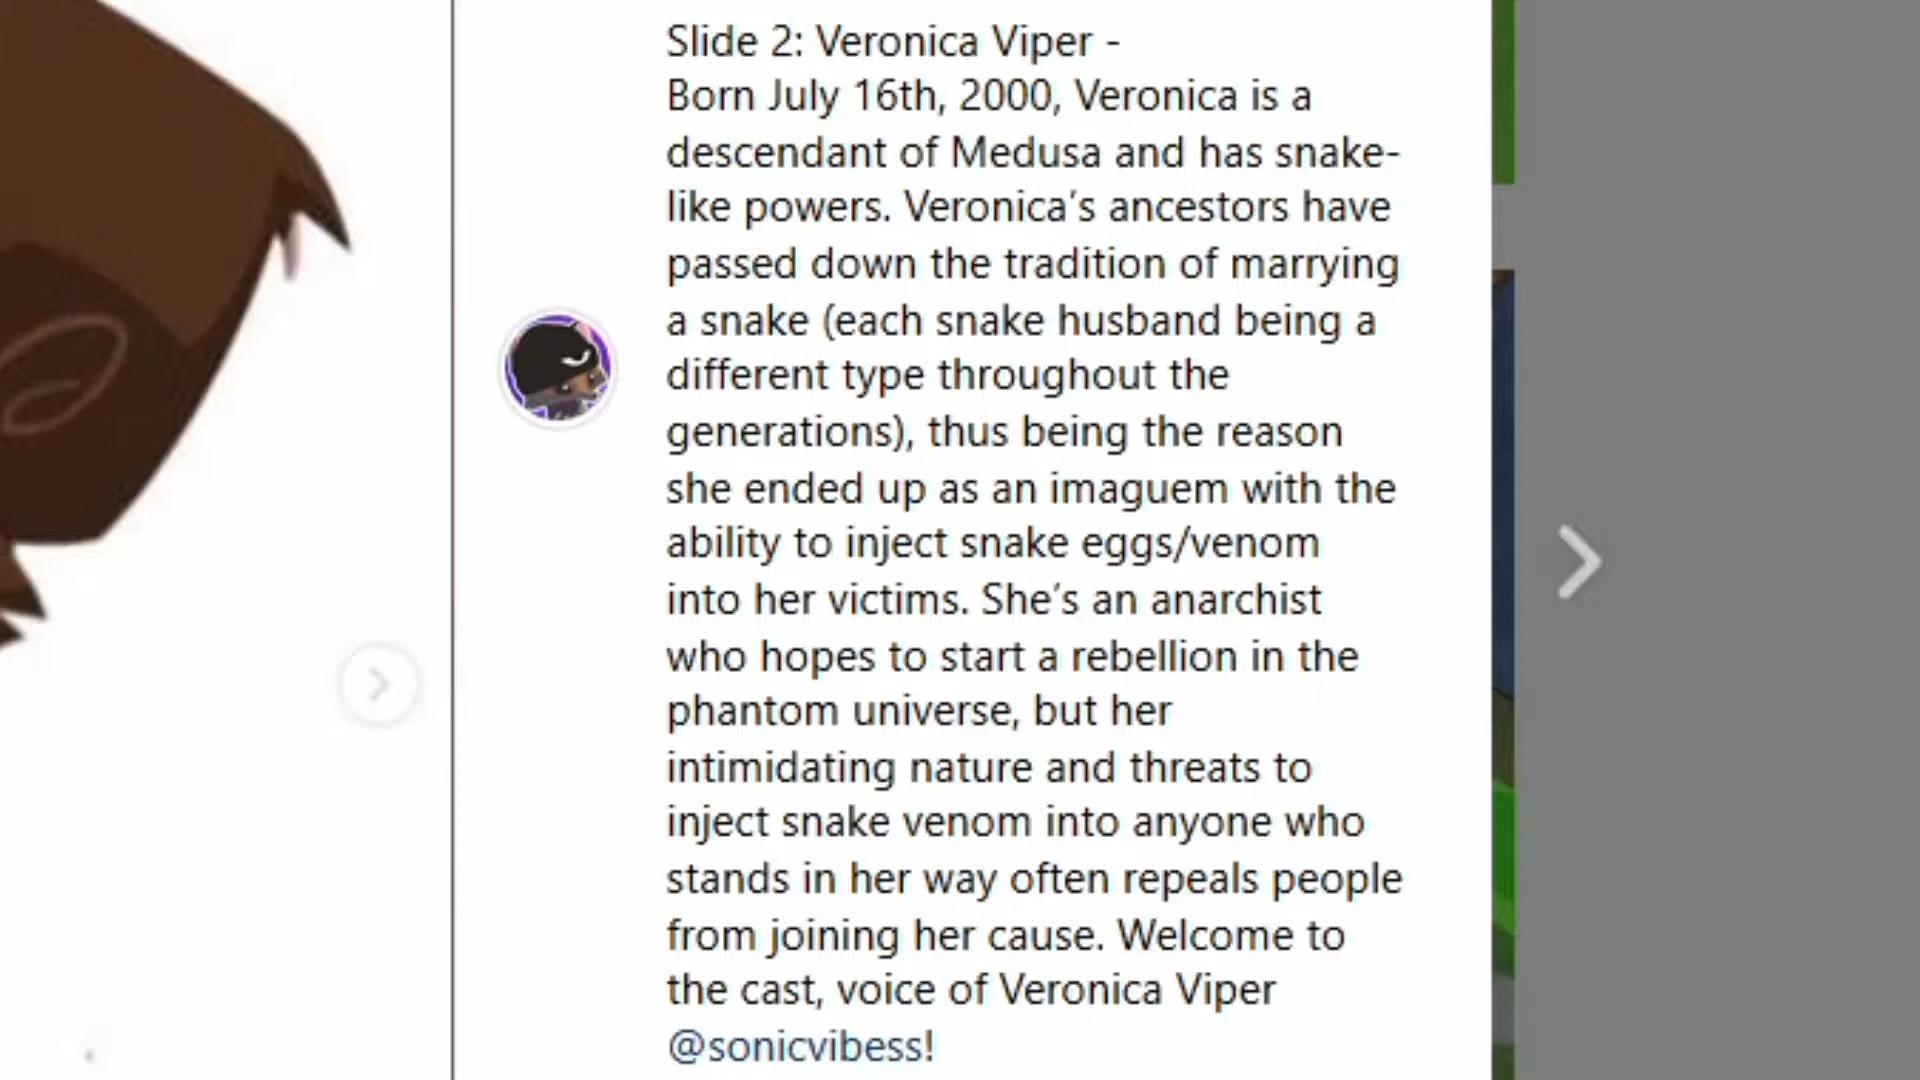 Slide 2: Veronica Viper -
Born July 16th, 2000, Veronica is a
descendant of Medusa and has snake-
like powers. Veronica’s ancestors have
passed down the tradition of marrying
a snake (each snake husband being a
different type throughout the
generations), thus being the reason
she ended up as an imaguem with the
ability to inject snake eggs/venom
into her victims. She’s an anarchist
who hopes to start a rebellion in the
phantom universe, but her
intimidating nature and threats to
inject snake venom into anyone who
stands in her way often repeals people
from joining her cause. Welcome to
the cast, voice of Veronica Viper
@sonicvibess!